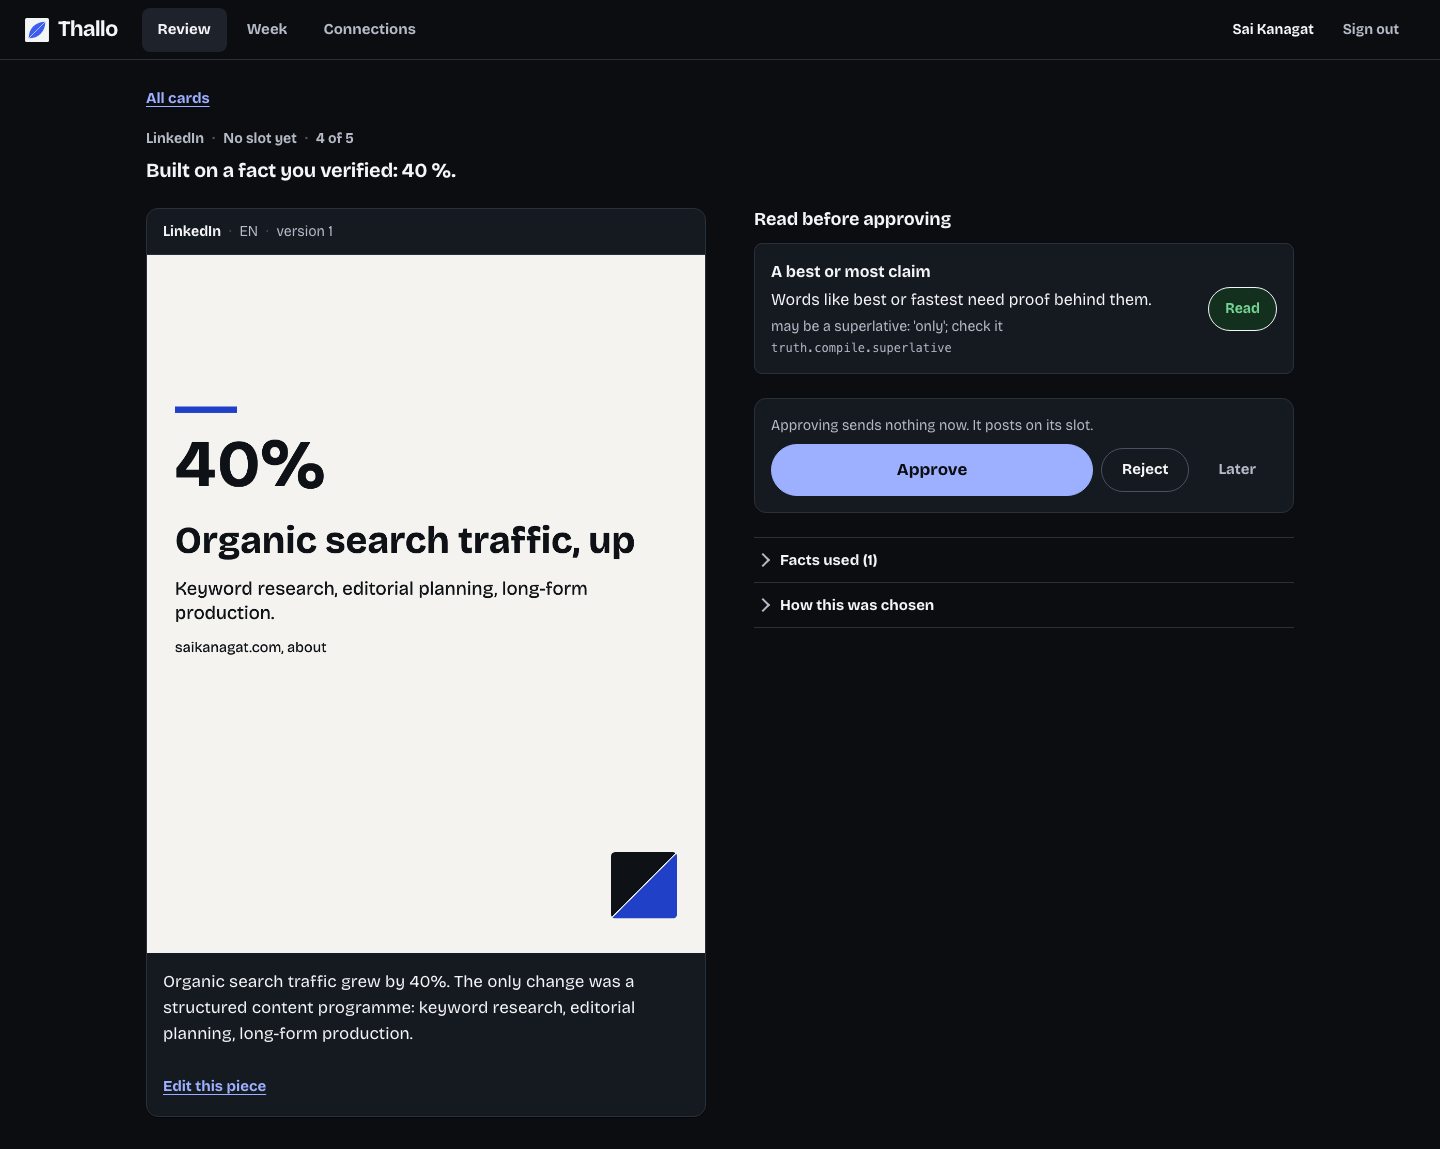 Thallo
Review
Week
Connections
Sai Kanagat
Sign out
All cards
LinkedIn · No slot yet · 4 of 5
Built on a fact you verified: 40 %.
LinkedIn · EN · version 1
40%
Organic search traffic, up
Keyword research, editorial planning, long-form
production.
saikanagat.com, about
Organic search traffic grew by 40%. The only change was a
structured content programme: keyword research, editorial
planning, long-form production.
Edit this piece
Read before approving
A best or most claim
Words like best or fastest need proof behind them.
may be a superlative: 'only'; check it
truth.compile.superlative
Read
Approving sends nothing now. It posts on its slot.
Approve
Reject
Later
Facts used (1)
How this was chosen